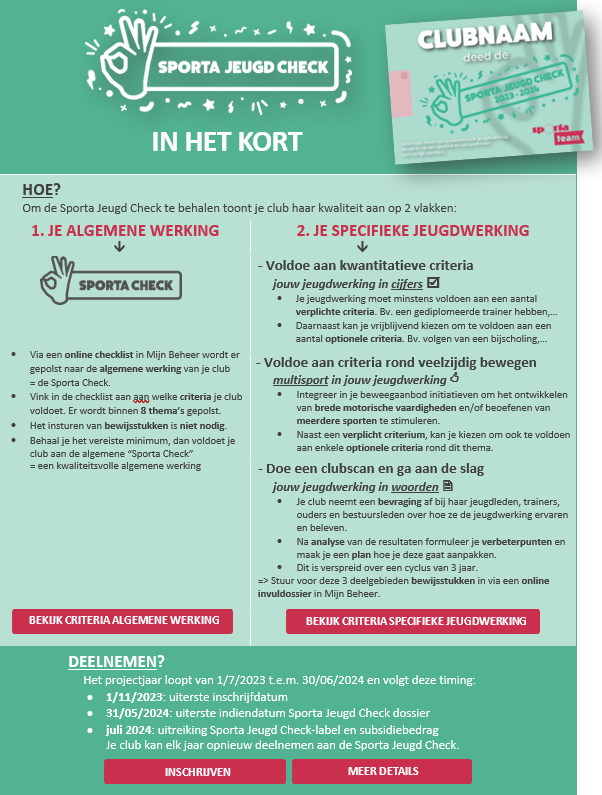 SPORTA JEUGD CHECK
IN HET KORT
CLUBNAAM
deed de
SPORTA JEUGD CHECK
2023 - 2024
sporta
team
HOE?
Om de Sporta Jeugd Check te behalen toont je club haar kwaliteit aan op 2 vlakken:
1. JE ALGEMENE WERKING
SPORTA CHECK
• Via een online checklist in Mijn Beheer wordt er
gepolst naar de algemene werking van je club
= de Sporta Check.
• Vink in de checklist aan aan welke criteria je club
voldoet. Er wordt binnen 8 thema's gepolst.
• Het insturen van bewijsstukken is niet nodig.
• Behaal je het vereiste minimum, dan voldoet je
club aan de algemene "Sporta Check"
= een kwaliteitsvolle algemene werking
BEKIJK CRITERIA ALGEMENE WERKING
2. JE SPECIFIEKE JEUGDWERKING
- Voldoe aan kwantitatieve criteria
jouw jeugdwerking in cijfers
• Je jeugdwerking moet minstens voldoen aan een aantal
verplichte criteria. Bv. een gediplomeerde trainer hebben,...
• Daarnaast kan je vrijblijvend kiezen om te voldoen aan een
aantal optionele criteria. Bv. volgen van een bijscholing,...
- Voldoe aan criteria rond veelzijdig bewegen
multisport in jouw jeugdwerking
• Integreer in je beweegaanbod initiatieven om het ontwikkelen
van brede motorische vaardigheden en/of beoefenen van
meerdere sporten te stimuleren.
• Naast een verplicht criterium, kan je kiezen om ook te voldoen
aan enkele optionele criteria rond dit thema.
- Doe een clubscan en ga aan de slag
jouw jeugdwerking in woorden
• Je club neemt een bevraging af bij haar jeugdleden, trainers,
ouders en bestuursleden over hoe ze de jeugdwerking ervaren
en beleven.
• Na analyse van de resultaten formuleer je verbeterpunten en
maak je een plan hoe je deze gaat aanpakken.
• Dit is verspreid over een cyclus van 3 jaar.
=> Stuur voor deze 3 deelgebieden bewijsstukken in via een online
invuldossier in Mijn Beheer.
BEKIJK CRITERIA SPECIFIEKE JEUGDWERKING
DEELNEMEN?
Het projectjaar loopt van 1/7/2023 t.e.m. 30/06/2024 en volgt deze timing:
• 1/11/2023: uiterste inschrijfdatum
• 31/05/2024: uiterste indiendatum Sporta Jeugd Check dossier
• juli 2024: uitreiking Sporta Jeugd Check-label en subsidiebedrag
Je club kan elk jaar opnieuw deelnemen aan de Sporta Jeugd Check.
INSCHRIJVEN
MEER DETAILS